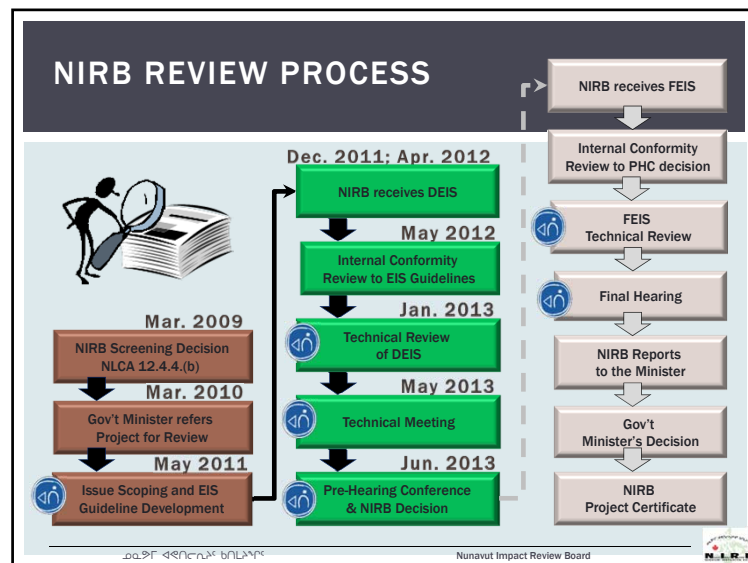 NIRB REVIEW PROCESS
Mar. 2009
NIRB Screening Decision
NLCA 12.4.4.(b)
Mar. 2010
Gov't Minister refers
Project for Review
May 2011
Issue Scoping and EIS
Guideline Development
Dec. 2011; Apr. 2012
NIRB receives DEIS
May 2012
Internal Conformity
Review to EIS Guidelines
Jan. 2013
Technical Review
of DEIS
May 2013
Technical Meeting
Jun. 2013
Pre-Hearing Conference
& NIRB Decision
NIRB receives FEIS
Internal Conformity
Review to PHC decision
FEIS
Technical Review
Final Hearing
NIRB Reports
to the Minister
Gov't
Minister's Decision
NIRB
Project Certificate
ᓄᓇᕗᒥ ᐊᕙᑎᓕᕆᔨᑦ ᑲᑎᒪᔨᖏᑦ
Nunavut Impact Review Board
N.I.R.B